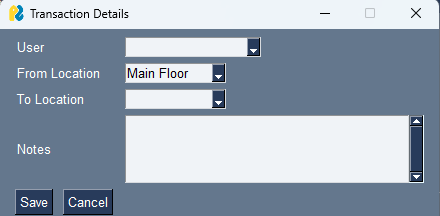 Transaction Details
User
From Location Main Floor
To Location
Notes
Save Cancel